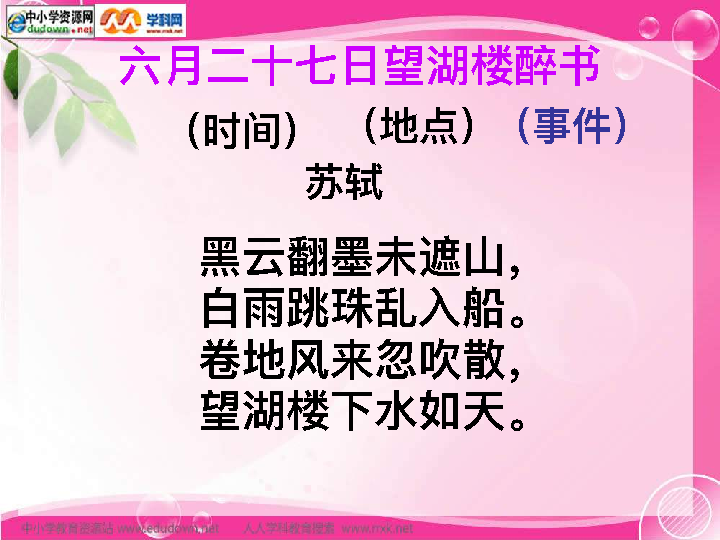 中小学资源网 学科网
dudown.net www.nxk.net
六月二十七日望湖楼醉书
（时间）（地点）（事件）
苏轼
黑云翻墨未遮山，
白雨跳珠乱入船。
卷地风来忽吹散，
望湖楼下水如天。
中小学教育资源站 www.edudown.net 人人学科教育搜索 www.nxk.net